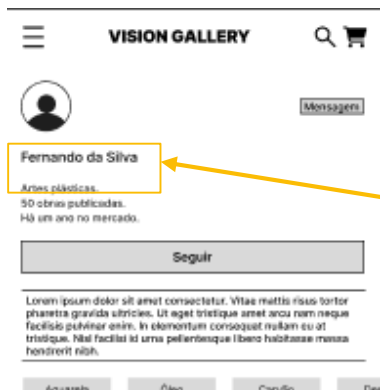 VISION GALLERY
Mensagem
Fernando da Silva
Artes plásticas.
50 obras publicadas.
Há um ano no mercado.
Seguir
Lorem ipsum dolor sit amet consectetur. Vitae mattis risus tortor
pharetra gravida ultricies. Ut eget tristique amet arcu nam neque
facilisis pulvinar enim. In elementum consequat nullam eu at
tristique. Nisl facilisi id urna pellentesque libero habitasse massa
hendrerit nibh.
Aquarela Óleo